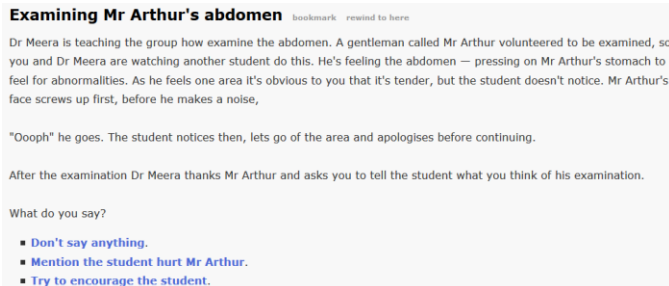 Examining Mr Arthur's abdomen bookmark rewind to here
Dr Meera is teaching the group how examine the abdomen. A gentleman called Mr Arthur volunteered to be examined, so
you and Dr Meera are watching another student do this. He's feeling the abdomen — pressing on Mr Arthur's stomach to
feel for abnormalities. As he feels one area it's obvious to you that it's tender, but the student doesn't notice. Mr Arthur's
face screws up first, before he makes a noise,
"Oooph" he goes. The student notices then, lets go of the area and apologises before continuing.
After the examination Dr Meera thanks Mr Arthur and asks you to tell the student what you think of his examination.
What do you say?
Don't say anything.
Mention the student hurt Mr Arthur.
Try to encourage the student.